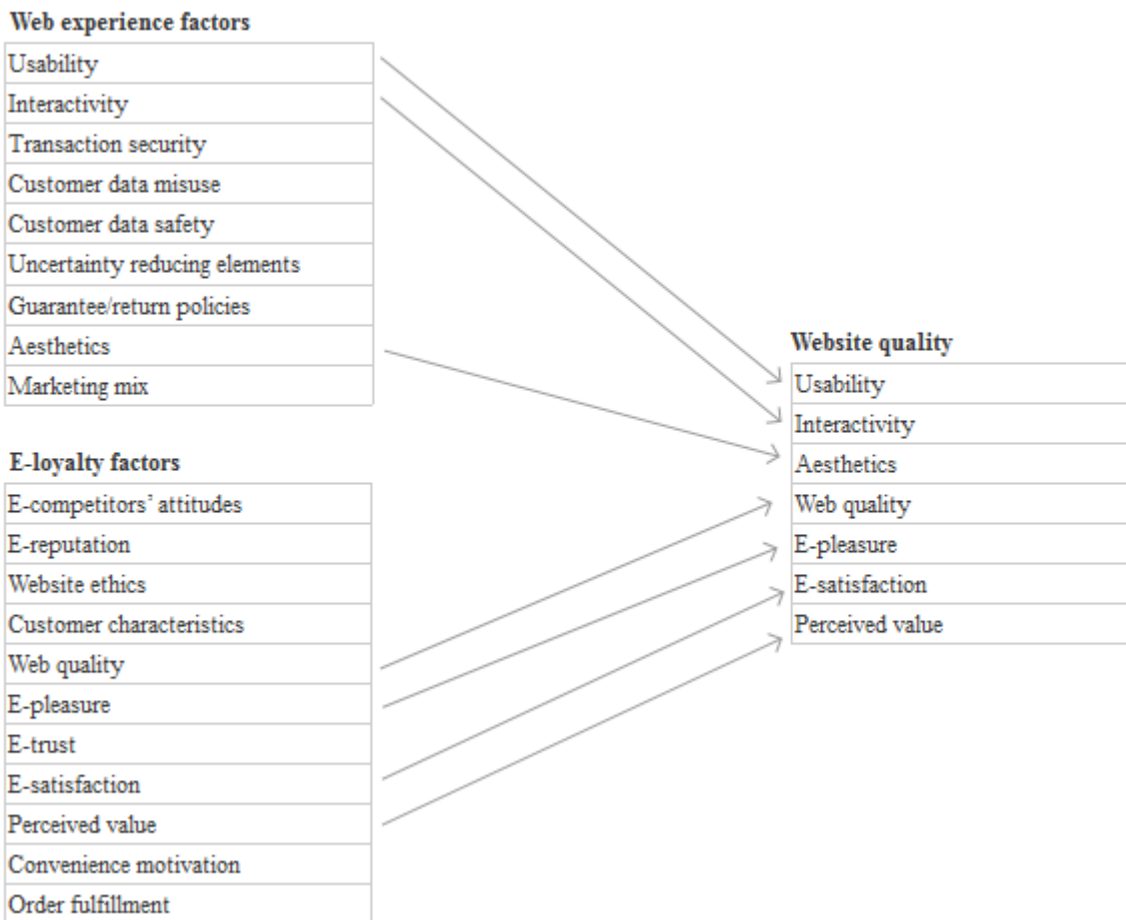 Web experience factors
Usability
Interactivity
Transaction security
Customer data misuse
Customer data safety
Uncertainty reducing elements
Guarantee/return policies
Aesthetics
Marketing mix
E-loyalty factors
E-competitors’ attitudes
E-reputation
Website ethics
Customer characteristics
Web quality
E-pleasure
E-trust
E-satisfaction
Perceived value
Convenience motivation
Order fulfillment
Website quality
Usability
Interactivity
Aesthetics
Web quality
E-pleasure
E-satisfaction
Perceived value